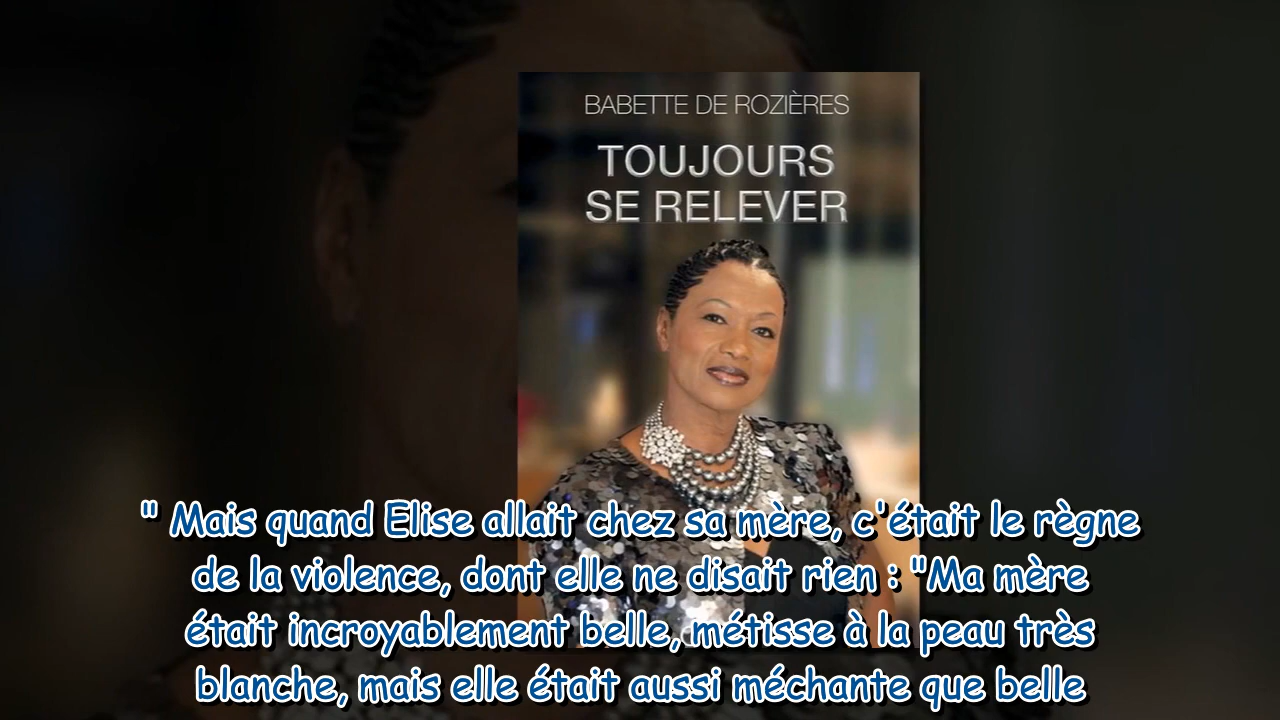 BABETTE DE ROZIÈRES
TOUJOURS
SE RELEVER
" Mais quand Elise allait chez sa mère, c'était le règne
de la violence, dont elle ne disait rien : "Ma mère
était incroyablement belle, métisse à la peau très
blanche, mais elle était aussi méchante que belle